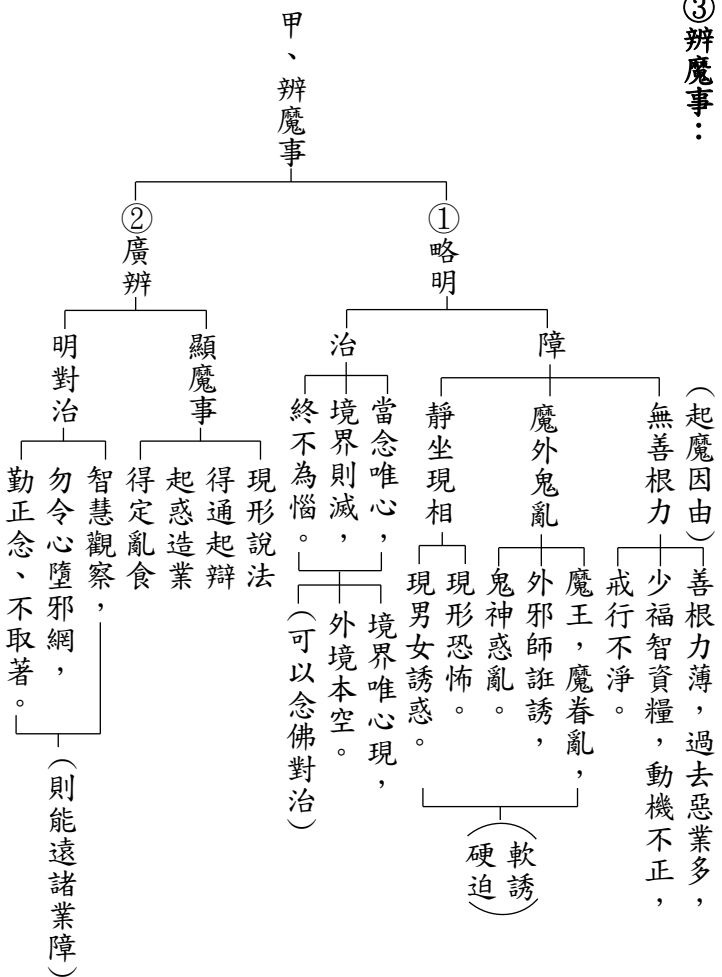 ③辨魔事：
甲、辨魔事
①略明
障
（起魔因由）
無善根力
善根力薄，過去惡業多，
少福智資糧，動機不正，
戒行不淨。
魔外鬼亂
魔王，魔眷亂，
外邪師誑誘，
鬼神惑亂。
靜坐現相
現形恐怖。
現男女誘惑。
（軟誘
硬迫）
治
當念唯心，
境界則滅，
終不為惱。
境界唯心現，
外境本空。
（可以念佛對治）
②廣辨
顯魔事
現形說法
得通起辯
起惑造業
得定亂食
明對治
智慧觀察，
勿令心墮邪網，
勤正念、不取著。
（則能遠諸業障）